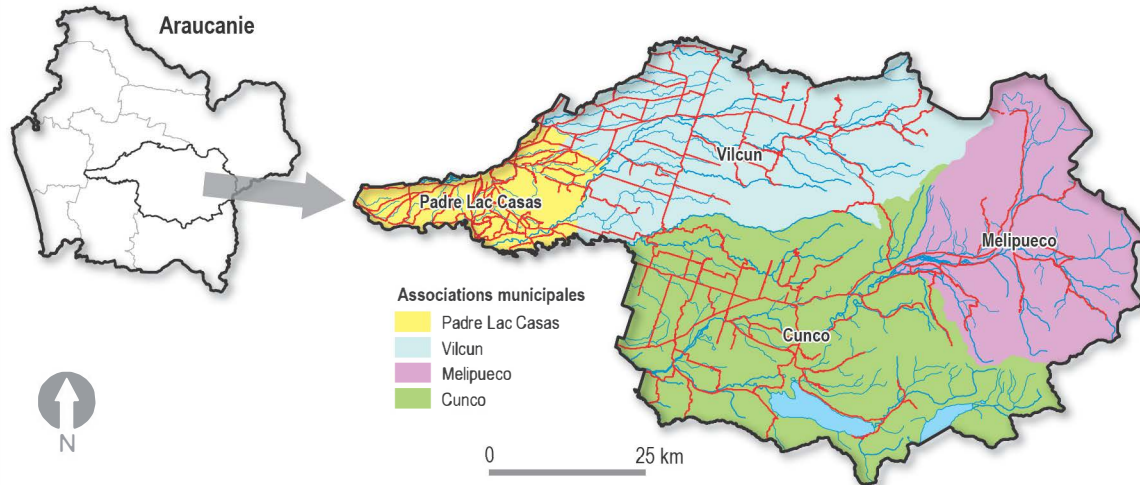 Araucanie
Vilcun
Padre Lac Casas
Melipueco
Cunco
Associations municipales
Padre Lac Casas
Vilcun
Melipueco
Cunco
N
0 25 km